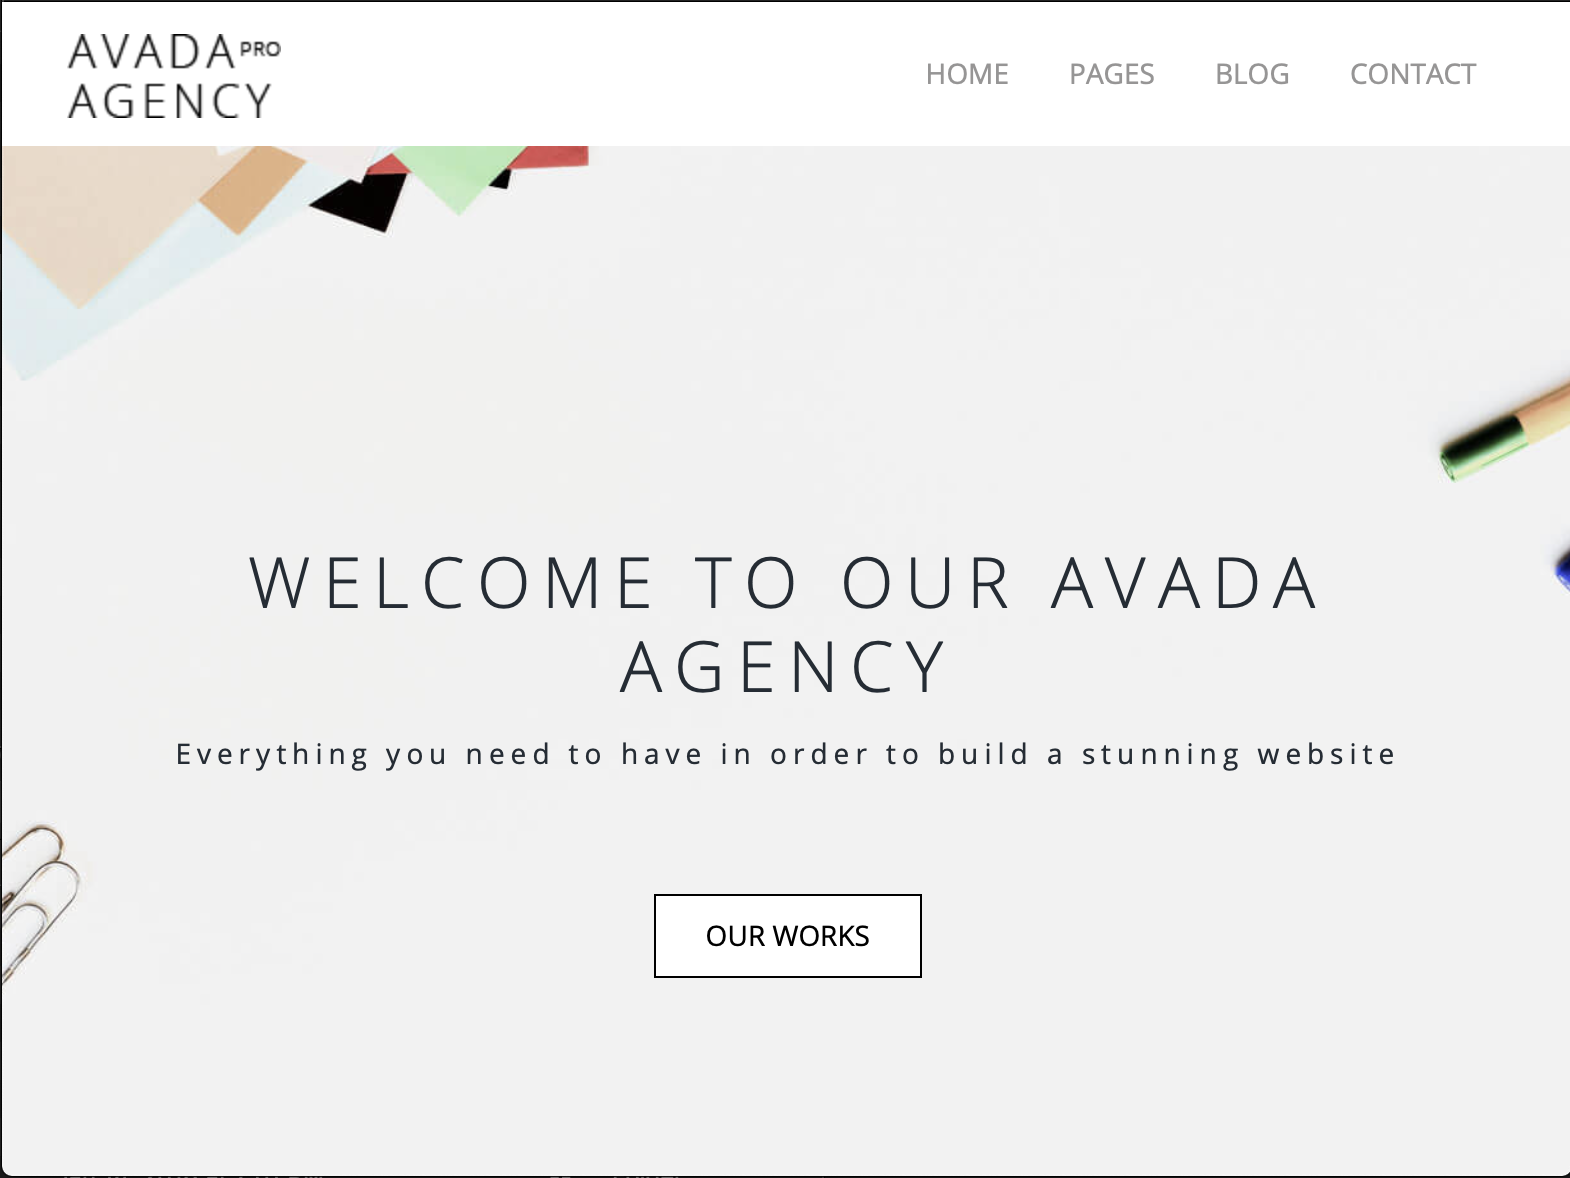 AVADA PRO
AGENCY
HOME PAGES BLOG CONTACT
WELCOME TO OUR AVADA
AGENCY
Everything you need to have in order to build a stunning website
OUR WORKS